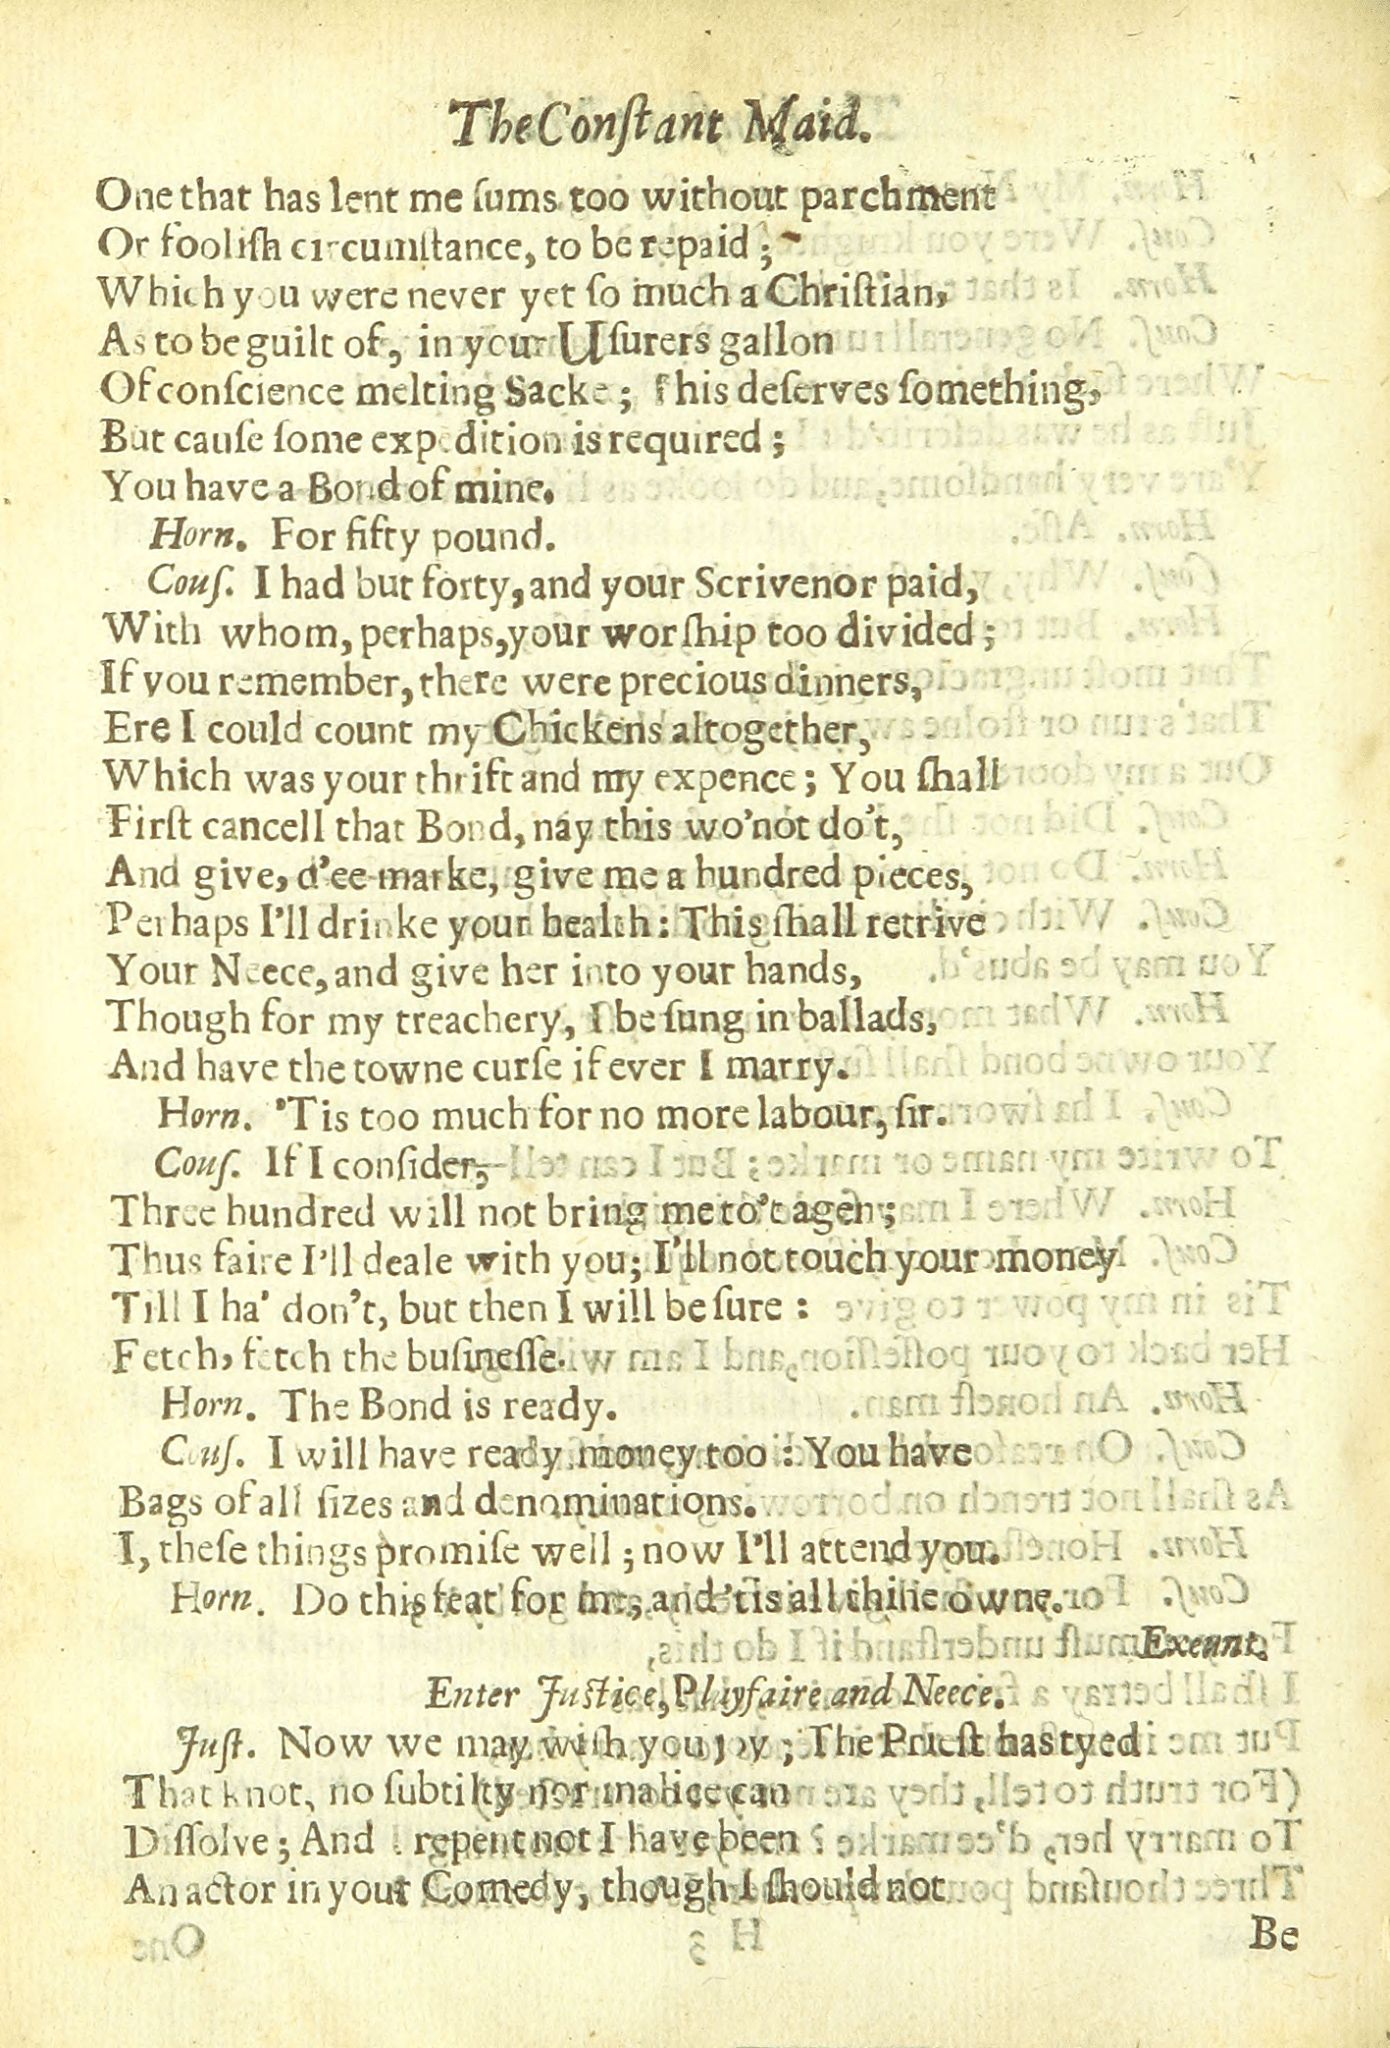 The Conſtant Maid.
One that has lent me ſums too without parchment
Or fooliſh circumſtance, to be repaid;
Which you were never yet ſo much a Chriſtian,
As to be guilt of, in your Uſurers gallon
Of conſcience melting Sacke; This deſerves ſomething,
But cauſe ſome expedition is required;
You have a Bond of mine.
Horn. For fifty pound.
Couſ. I had but forty, and your Scrivenor paid,
With whom, perhaps, your worſhip too divided;
If you remember, there were precious dinners,
Ere I could count my Chickens altogether,
Which was your thrift and my expence; You ſhall
Firſt cancell that Bond, nay this wo'not do't,
And give, d'ee marke, give me a hundred pieces,
Perhaps I'll drinke your health: This ſhall retrive
Your Neece, and give her into your hands,
Though for my treachery, I be ſung in ballads,
And have the towne curſe if ever I marry.
Horn. 'Tis too much for no more labour, ſir.
Couſ. If I conſider,
Three hundred will not bring me to't agen;
Thus faire I'll deale with you; I'll not touch your money
Till I ha' don't, but then I will be ſure:
Fetch, fetch the buſineſſe.
Horn. The Bond is ready.
Couſ. I will have ready money too: You have
Bags of all ſizes and denominations.
I, theſe things promiſe well; now I'll attend you.
Horn. Do this feat for me, and 'tis all thine owne.
Exeunt.
Enter Juſtice, Playfaire and Neece.
Juſt. Now we may wiſh you joy; The Prieſt has tyed
That knot, no ſubtilty nor malice can
Diſſolve; And I repent not I have been
An actor in your Comedy, though I ſhould not
Be